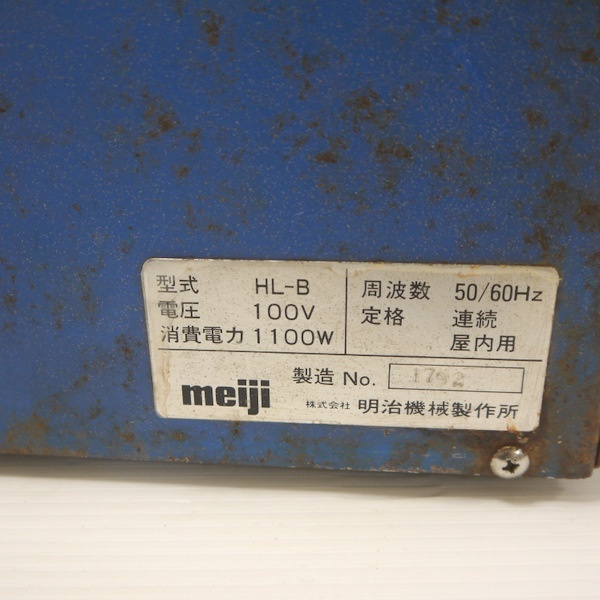 型式 HL-B
電圧 100V
消費電力 1100W
周波数 50/60Hz
定格 連続
屋内用
製造 No. 1792
meiji 株式会社 明治機械製作所